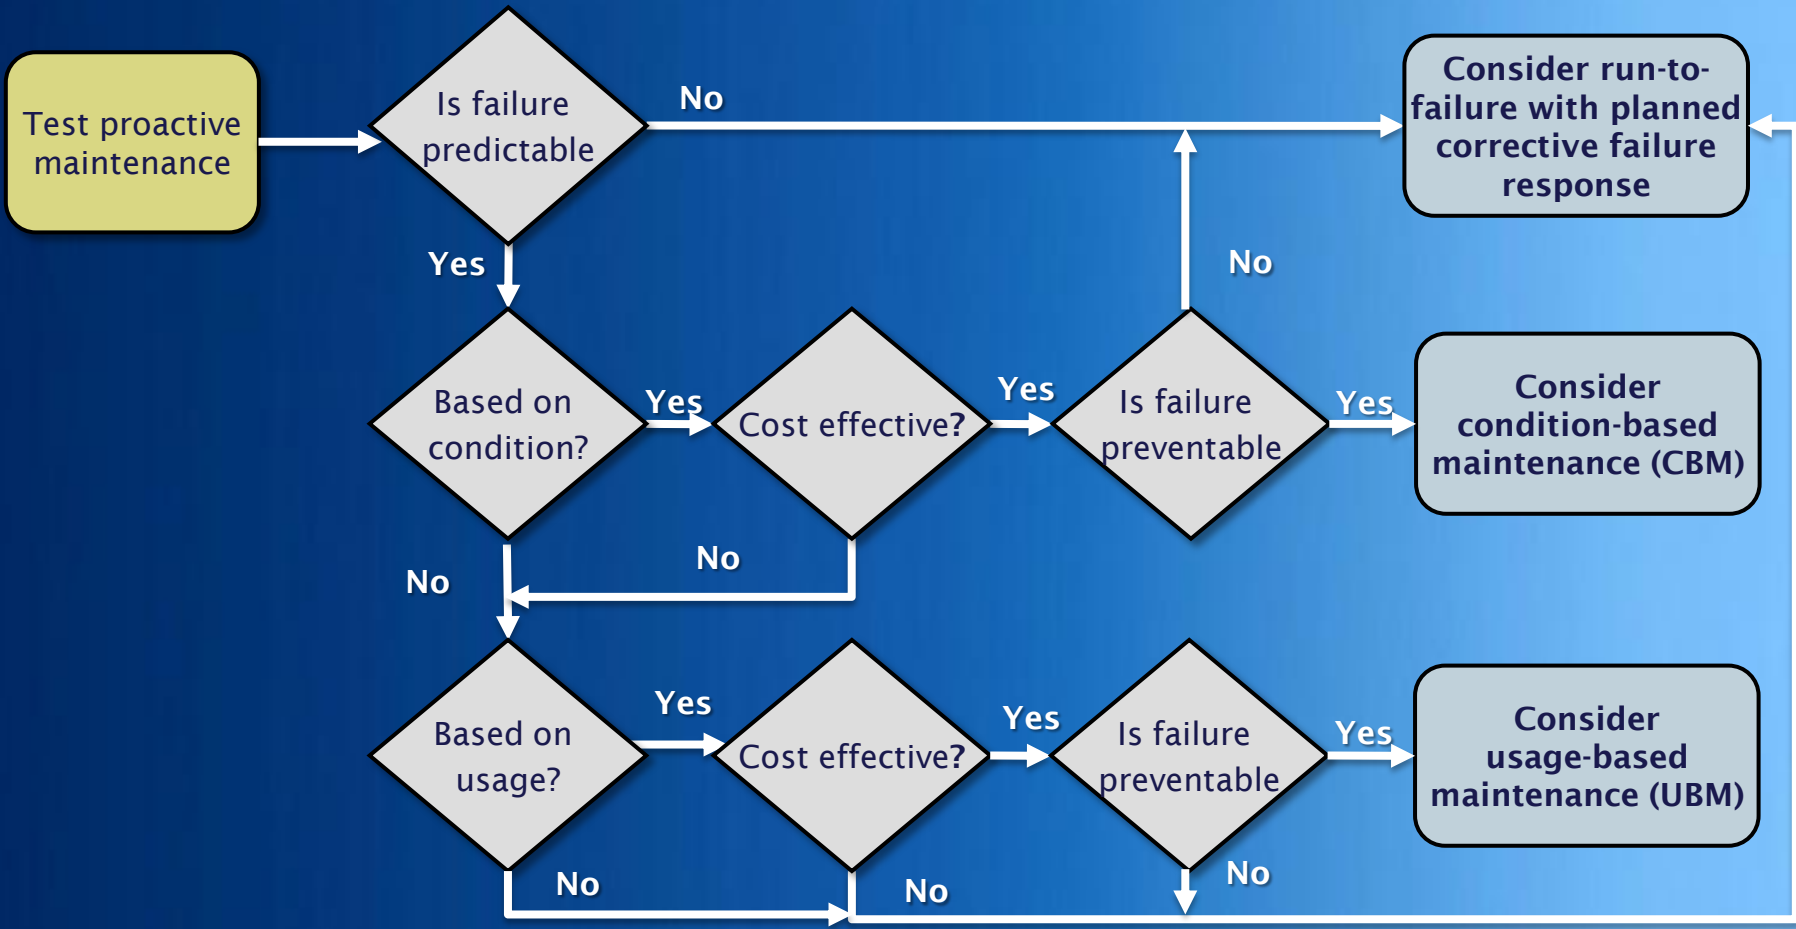 Test proactive
maintenance
Is failure
predictable
No
Consider run-to-
failure with planned
corrective failure
response
Yes
No
Based on
condition?
Yes
Cost effective?
Yes
Is failure
preventable
Yes
Consider
condition-based
maintenance (CBM)
No
No
Based on
usage?
Yes
Cost effective?
Yes
Is failure
preventable
Yes
Consider
usage-based
maintenance (UBM)
No
No
No